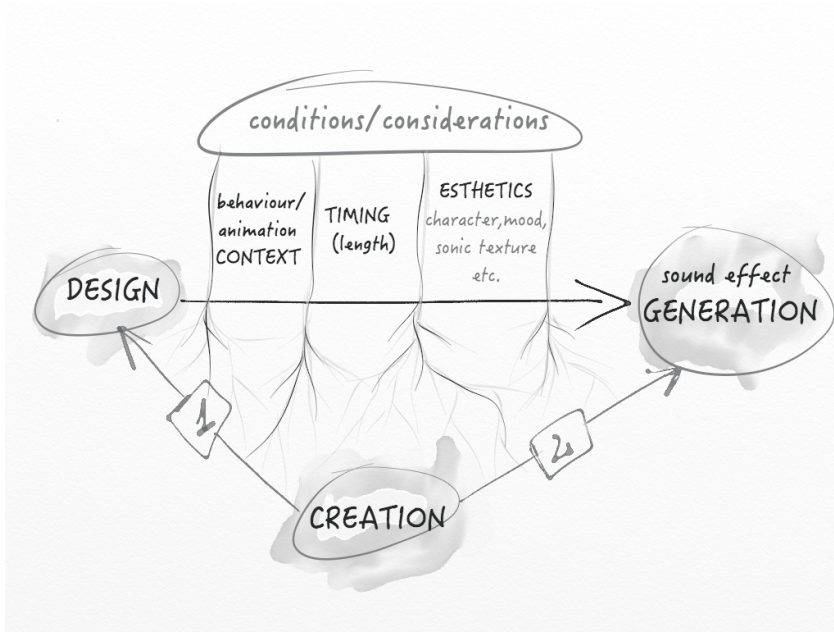 conditions/considerations
behaviour/
animation
CONTEXT
TIMING
(length)
ESTHETICS
character,mood,
sonic texture
etc.
DESIGN
sound effect
GENERATION
1
2
CREATION